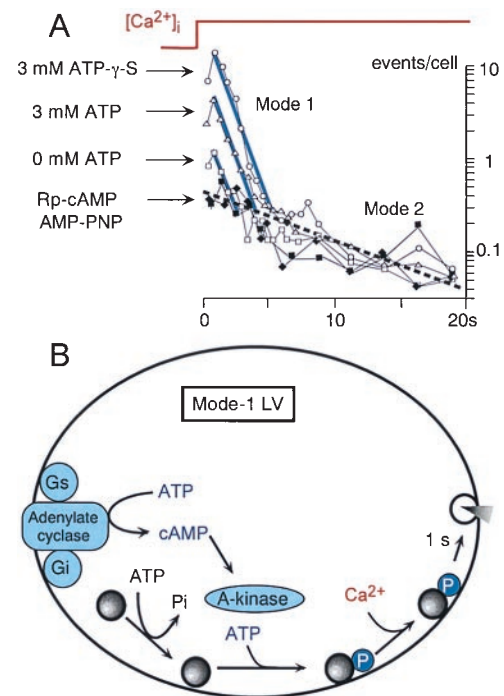 A
[Ca²⁺]i
events/cell
3 mM ATP-γ-S
3 mM ATP
0 mM ATP
Rp-cAMP
AMP-PNP
Mode 1
Mode 2
10
1
0.1
0
10
20s
B
Mode-1 LV
Gs
Adenylate
cyclase
Gi
ATP
cAMP
ATP
Pi
A-kinase
ATP
Ca²⁺
P
P
1 s